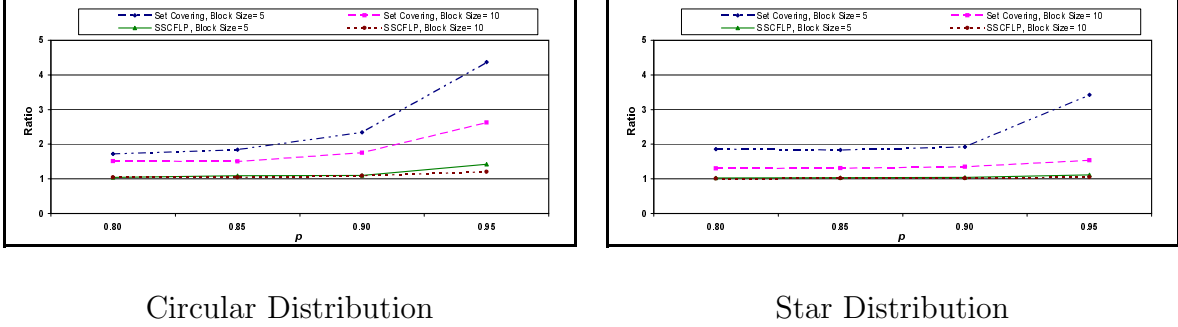 Set Covering, Block Size= 5
Set Covering, Block Size= 10
SSCFLP, Block Size= 5
SSCFLP, Block Size= 10
5
4
3
2
1
0
Ratio
0.80
0.85
0.90
0.95
p
Circular Distribution
Set Covering, Block Size= 5
Set Covering, Block Size= 10
SSCFLP, Block Size= 5
SSCFLP, Block Size= 10
5
4
3
2
1
0
Ratio
0.80
0.85
0.90
0.95
p
Star Distribution